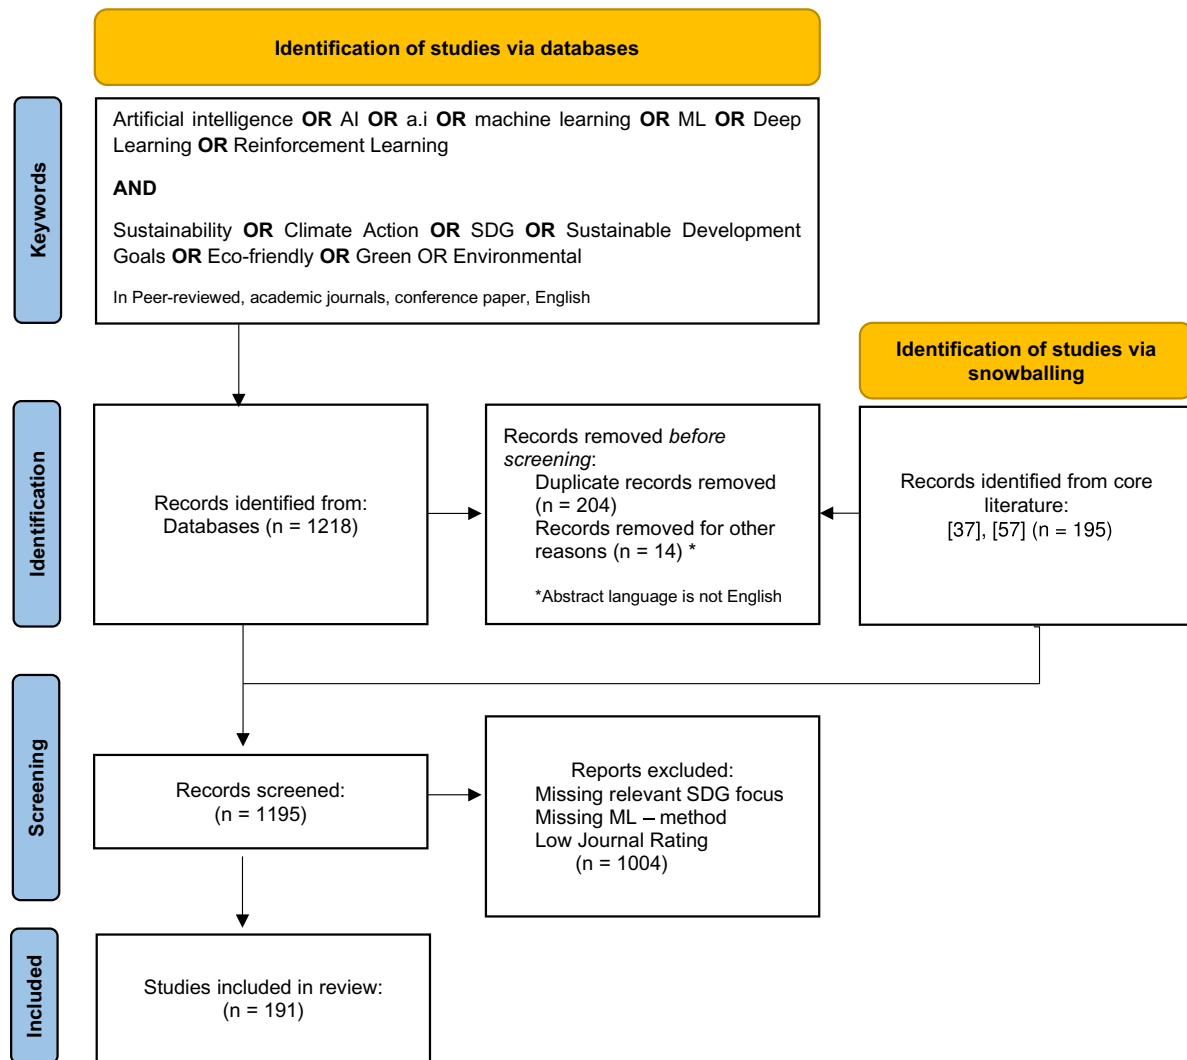 Identification of studies via databases
Keywords
Artificial intelligence OR AI OR a.i OR machine learning OR ML OR Deep
Learning OR Reinforcement Learning
AND
Sustainability OR Climate Action OR SDG OR Sustainable Development
Goals OR Eco-friendly OR Green OR Environmental
In Peer-reviewed, academic journals, conference paper, English
Identification of studies via
snowballing
Identification
Records identified from:
Databases (n = 1218)
Records removed before
screening:
Duplicate records removed
(n = 204)
Records removed for other
reasons (n = 14) *
*Abstract language is not English
Records identified from core
literature:
[37], [57] (n = 195)
Screening
Records screened:
(n = 1195)
Reports excluded:
Missing relevant SDG focus
Missing ML – method
Low Journal Rating
(n = 1004)
Included
Studies included in review:
(n = 191)